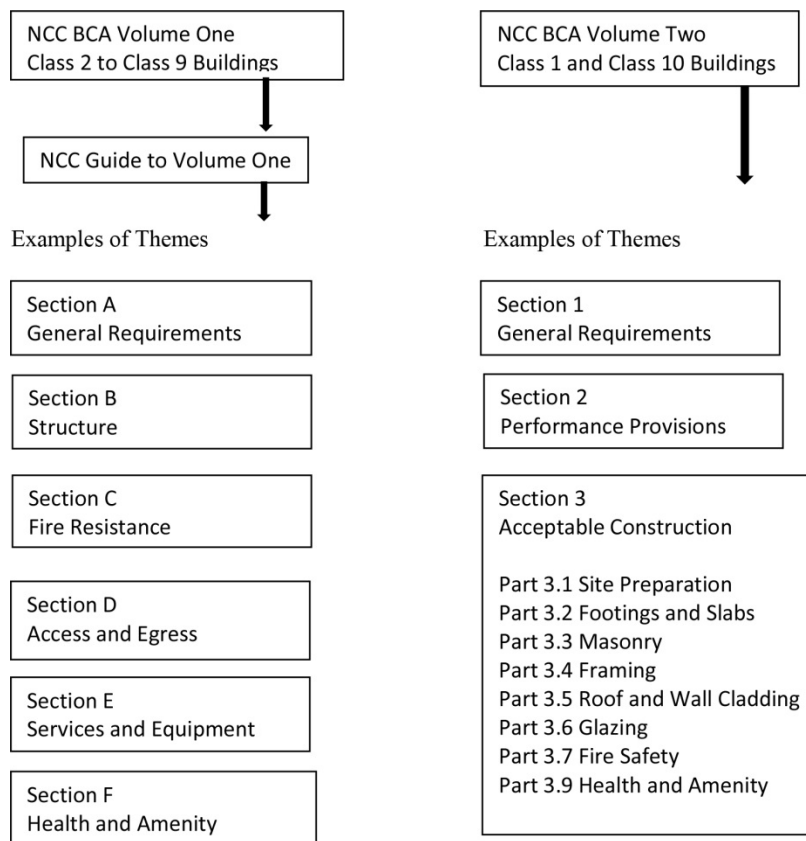 NCC BCA Volume One
Class 2 to Class 9 Buildings
NCC Guide to Volume One
Examples of Themes
Section A
General Requirements
Section B
Structure
Section C
Fire Resistance
Section D
Access and Egress
Section E
Services and Equipment
Section F
Health and Amenity
NCC BCA Volume Two
Class 1 and Class 10 Buildings
Examples of Themes
Section 1
General Requirements
Section 2
Performance Provisions
Section 3
Acceptable Construction
Part 3.1 Site Preparation
Part 3.2 Footings and Slabs
Part 3.3 Masonry
Part 3.4 Framing
Part 3.5 Roof and Wall Cladding
Part 3.6 Glazing
Part 3.7 Fire Safety
Part 3.9 Health and Amenity